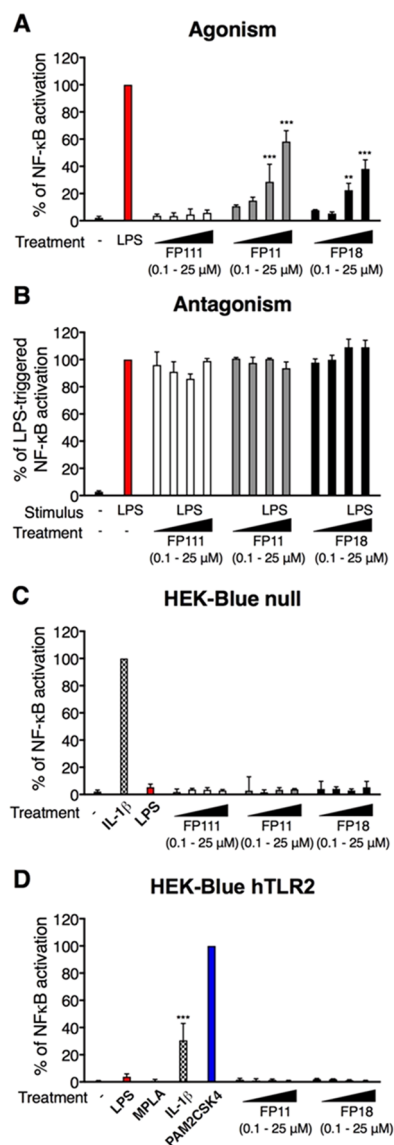 A
Agonism
% of NF-κB activation
120
100
80
60
40
20
0
***
***
**
***
Treatment - LPS
FP111 FP11 FP18
(0.1 - 25 μM) (0.1 - 25 μM) (0.1 - 25 μM)
B
Antagonism
% of LPS-triggered
NF-κB activation
120
100
80
60
40
20
0
Stimulus - LPS LPS LPS LPS
Treatment - -
FP111 FP11 FP18
(0.1 - 25 μM) (0.1 - 25 μM) (0.1 - 25 μM)
C
HEK-Blue null
% of NF-κB activation
120
100
80
60
40
20
0
Treatment - IL-1β LPS
FP111 FP11 FP18
(0.1 - 25 μM) (0.1 - 25 μM) (0.1 - 25 μM)
D
HEK-Blue hTLR2
% of NFκB activation
120
100
80
60
40
20
0
***
Treatment - LPS MPLA IL-1β PAM2CSK4
FP11 FP18
(0.1 - 25 μM) (0.1 - 25 μM)